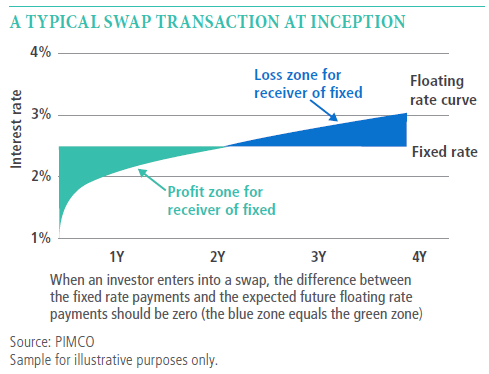 A TYPICAL SWAP TRANSACTION AT INCEPTION
4%
Loss zone for
receiver of fixed
Floating
rate curve
Interest rate
3%
Fixed rate
2%
Profit zone for
receiver of fixed
1%
1Y
2Y
3Y
4Y
When an investor enters into a swap, the difference between
the fixed rate payments and the expected future floating rate
payments should be zero (the blue zone equals the green zone)
Source: PIMCO
Sample for illustrative purposes only.